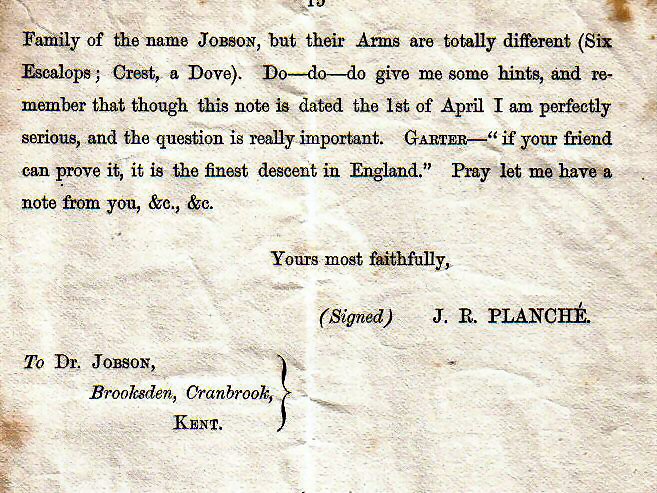 Family of the name JOBSON, but their Arms are totally different (Six
Escalops; Crest, a Dove). Do—do—do give me some hints, and re-
member that though this note is dated the 1st of April I am perfectly
serious, and the question is really important. GARTER—“if your friend
can prove it, it is the finest descent in England.” Pray let me have a
note from you, &c., &c.
Yours most faithfully,
(Signed) J. R. PLANCHÉ.
To Dr. JOBSON,
Brooksden, Cranbrook,
KENT.